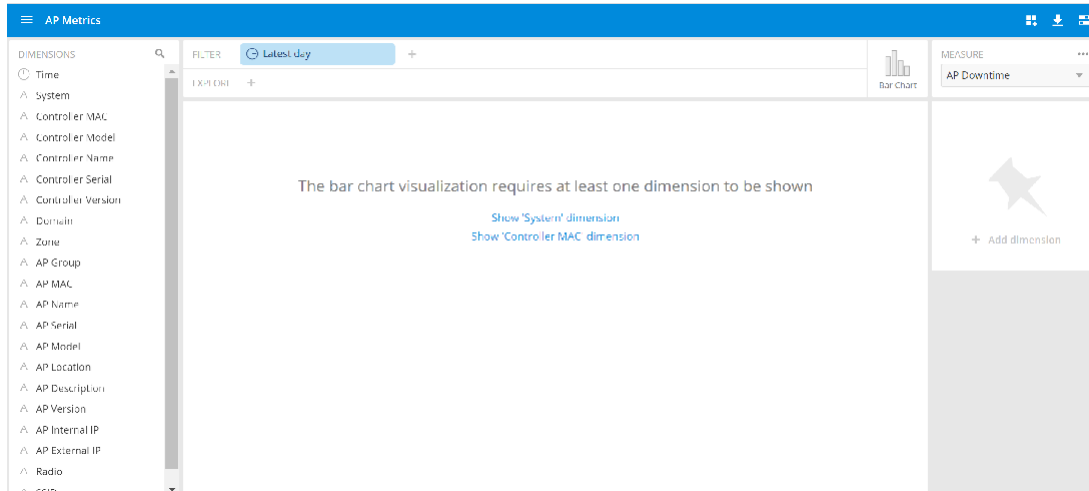 AP Metrics
DIMENSIONS
Time
System
Controller MAC
Controller Model
Controller Name
Controller Serial
Controller Version
Domain
Zone
AP Group
AP MAC
AP Name
AP Serial
AP Model
AP Location
AP Description
AP Version
AP Internal IP
AP External IP
Radio
FILTER
Latest day
+
EXPLORE +
Bar Chart
MEASURE
...
AP Downtime
The bar chart visualization requires at least one dimension to be shown
Show 'System' dimension
Show 'Controller MAC' dimension
+ Add dimension